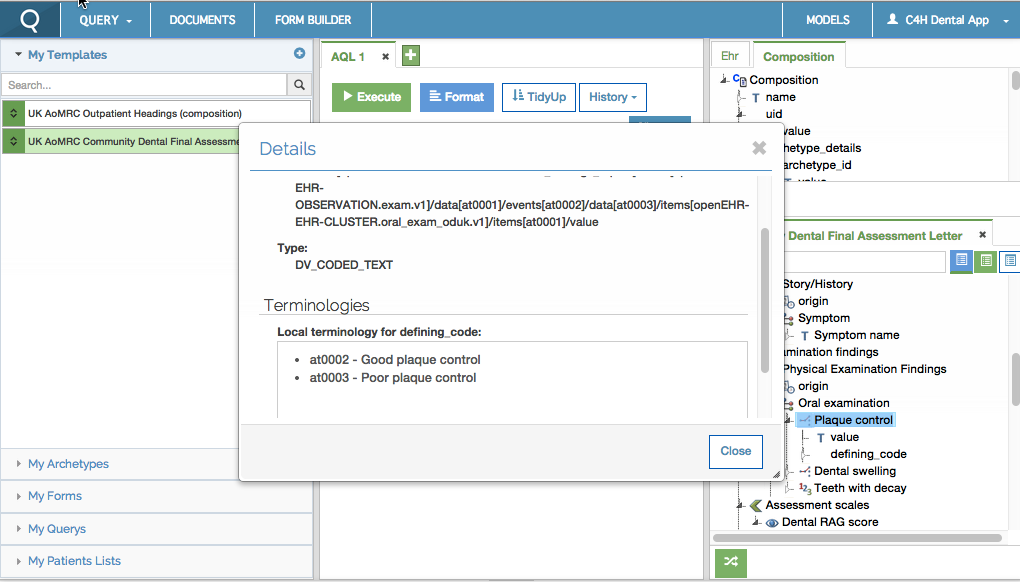 QUERY
DOCUMENTS
FORM BUILDER
MODELS
C4H Dental App
My Templates
Search...
UK AoMRC Outpatient Headings (composition)
UK AoMRC Community Dental Final Assessme
My Archetypes
My Forms
My Querys
My Patients Lists
AQL 1
Execute
Format
TidyUp
History
Details
EHR-
OBSERVATION.exam.v1]/data[at0001]/events[at0002]/data[at0003]/items[openEHR-
EHR-CLUSTER.oral_exam_oduk.v1]/items[at0001]/value
Type:
DV_CODED_TEXT
Terminologies
Local terminology for defining_code:
• at0002 - Good plaque control
• at0003 - Poor plaque control
Close
Ehr
Composition
Composition
name
uid
value
hetype_details
archetype_id
value
Dental Final Assessment Letter
Story/History
origin
Symptom
Symptom name
amination findings
Physical Examination Findings
origin
Oral examination
Plaque control
value
defining_code
Dental swelling
Teeth with decay
Assessment scales
Dental RAG score